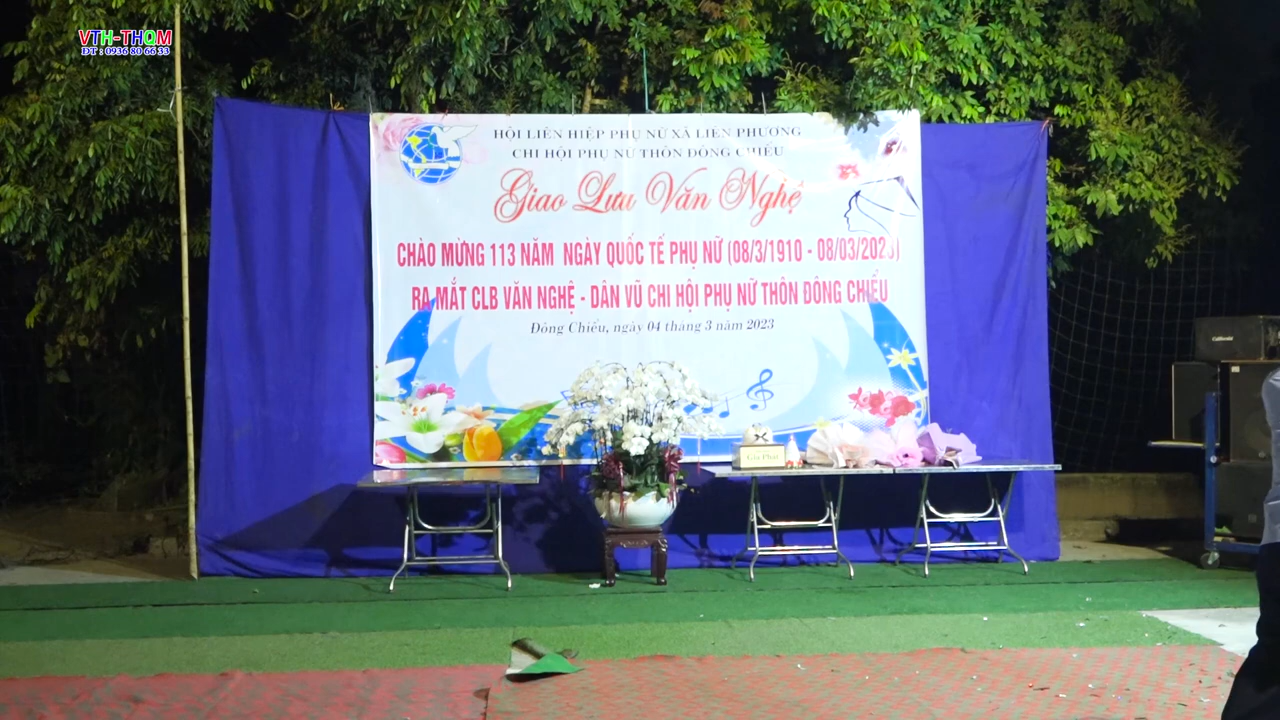 VTH-THQM
ĐT : 0936 80 66 33
HỘI LIÊN HIỆP PHỤ NỮ XÃ LIÊN PHƯƠNG
CHI HỘI PHỤ NỮ THÔN ĐÔNG CHIỂU
Giao Lưu Văn Nghệ
CHÀO MỪNG 113 NĂM NGÀY QUỐC TẾ PHỤ NỮ (08/3/1910 - 08/03/2023)
RA MẮT CLB VĂN NGHỆ - DÂN VŨ CHI HỘI PHỤ NỮ THÔN ĐÔNG CHIỂU
Đông Chiểu, ngày 04 tháng 3 năm 2023
Gia Phát